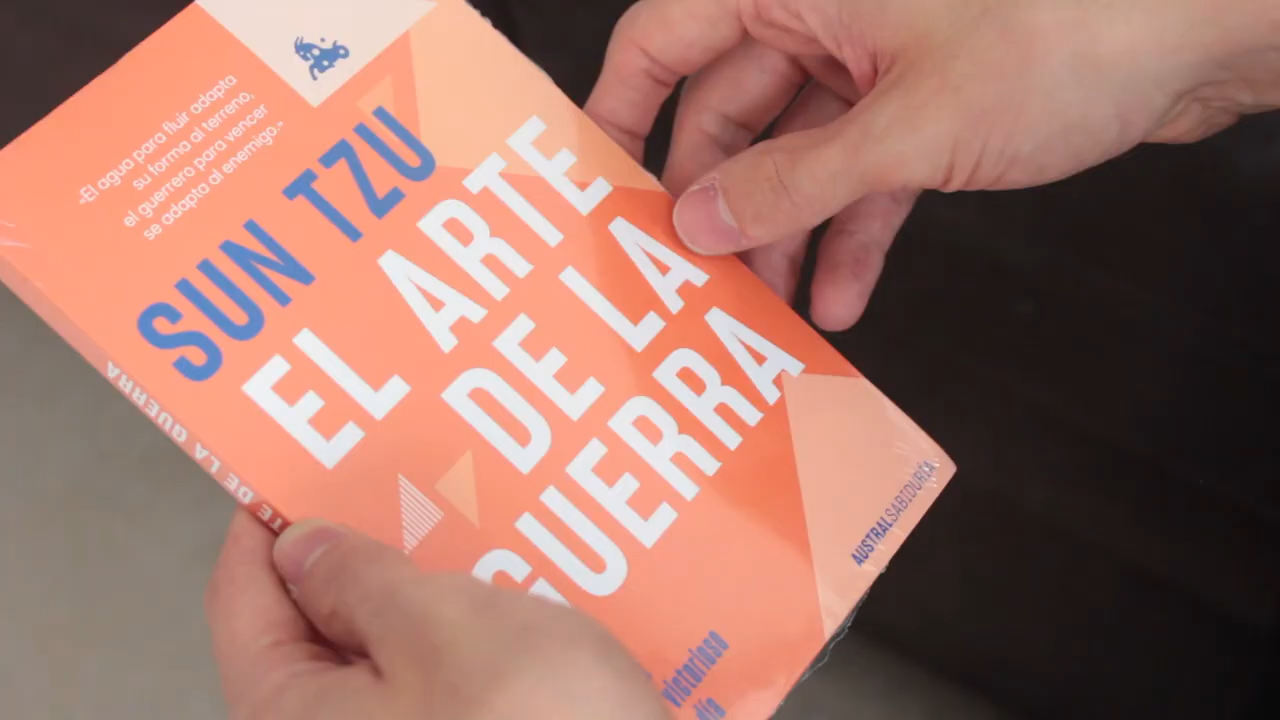 «El agua para fluir adapta
su forma al terreno,
el guerrero para vencer
se adapta al enemigo.»
SUN TZU
EL ARTE
DE LA
GUERRA
victorioso
día
AUSTRALSABIDURÍA
DE LA GUERRA